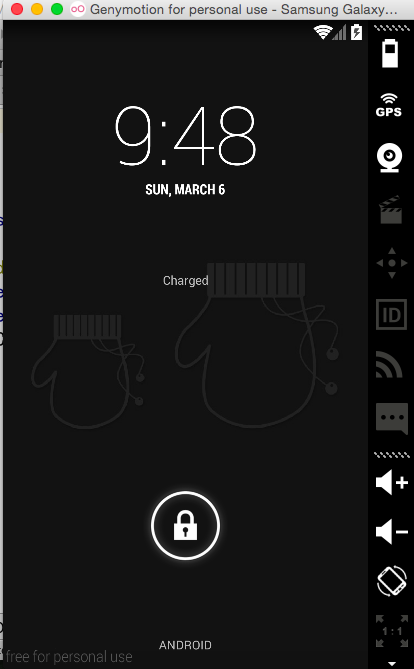 Genymotion for personal use - Samsung Galaxy...
9:48
SUN, MARCH 6
GPS
Charged
ID
1:1
ANDROID
free for personal use